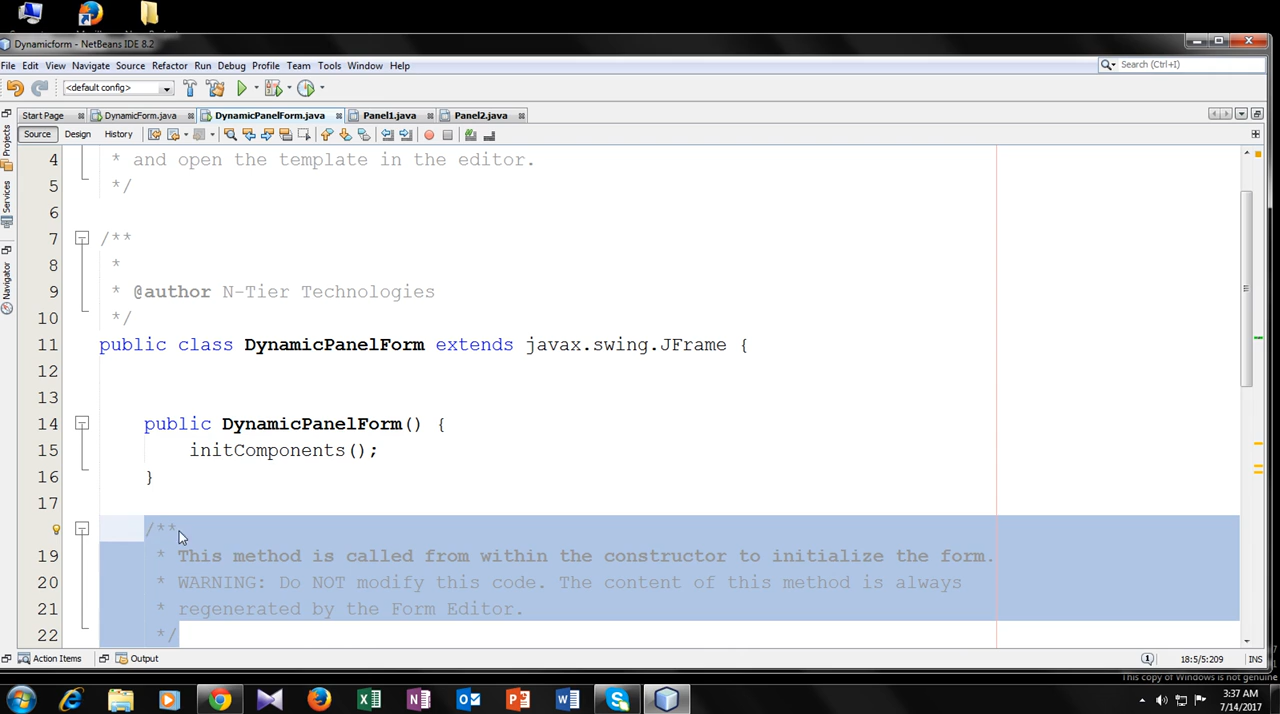 Dynamicform - NetBeans IDE 8.2
File Edit View Navigate Source Refactor Run Debug Profile Team Tools Window Help
Search (Ctrl+I)
<default config>
Start Page DynamicForm.java DynamicPanelForm.java Panel1.java Panel2.java
Source Design History
Projects
Services
Navigator
4 * and open the template in the editor.
5 */
6
7 /**
8 *
9 * @author N-Tier Technologies
10 */
11 public class DynamicPanelForm extends javax.swing.JFrame {
12
13
14 public DynamicPanelForm() {
15 initComponents();
16 }
17
/**
19 * This method is called from within the constructor to initialize the form.
20 * WARNING: Do NOT modify this code. The content of this method is always
21 * regenerated by the Form Editor.
22 */
Action Items Output
1 18:5/5:209 INS
This copy of Windows is not genuine
3:37 AM
7/14/2017